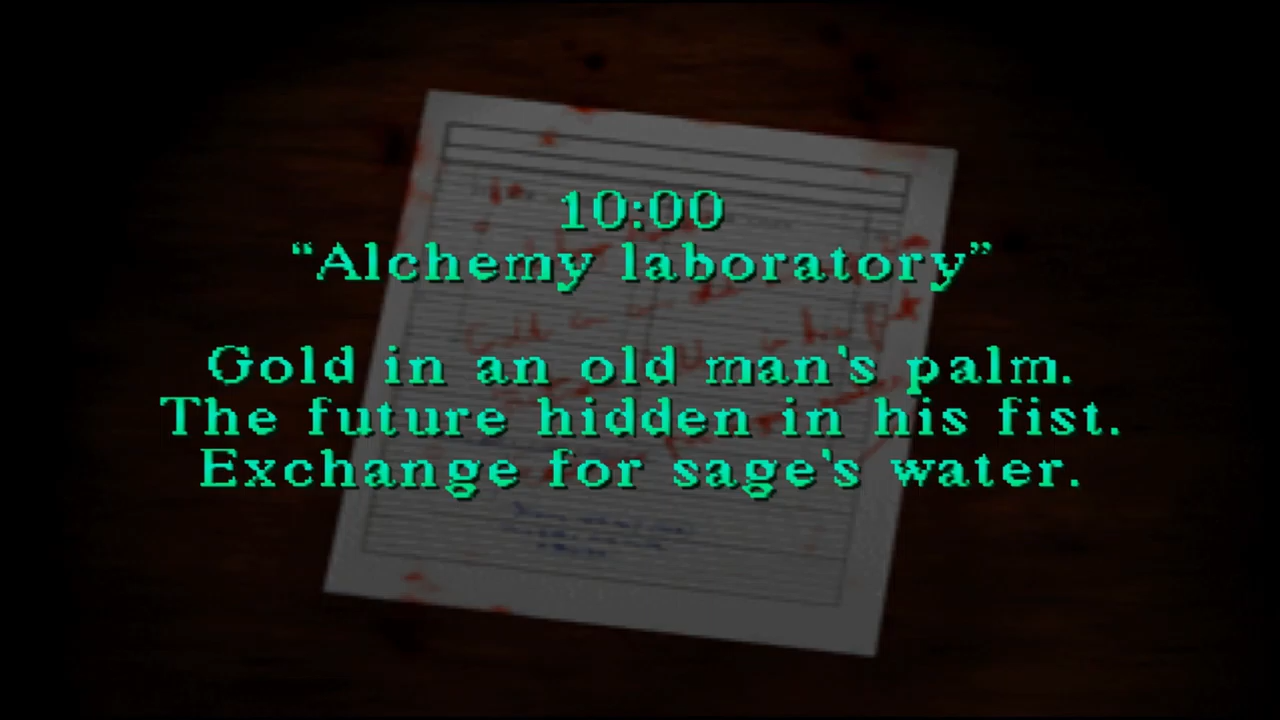 10:00
“Alchemy laboratory”
Gold in an old man's palm.
The future hidden in his fist.
Exchange for sage's water.